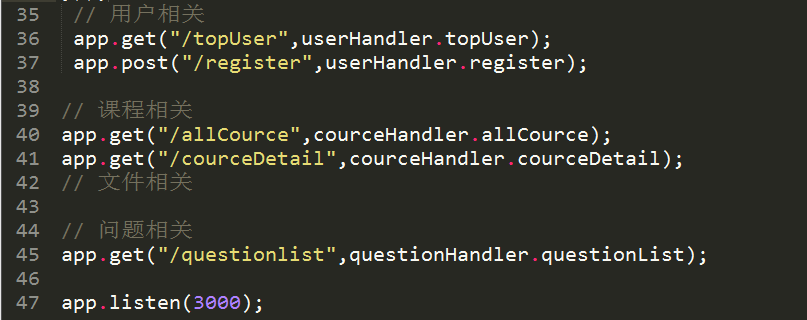 35 // 用户相关
36 app.get("/topUser",userHandler.topUser);
37 app.post("/register",userHandler.register);
38
39 // 课程相关
40 app.get("/allCource",courceHandler.allCource);
41 app.get("/courceDetail",courceHandler.courceDetail);
42 // 文件相关
43
44 // 问题相关
45 app.get("/questionlist",questionHandler.questionList);
46
47 app.listen(3000);